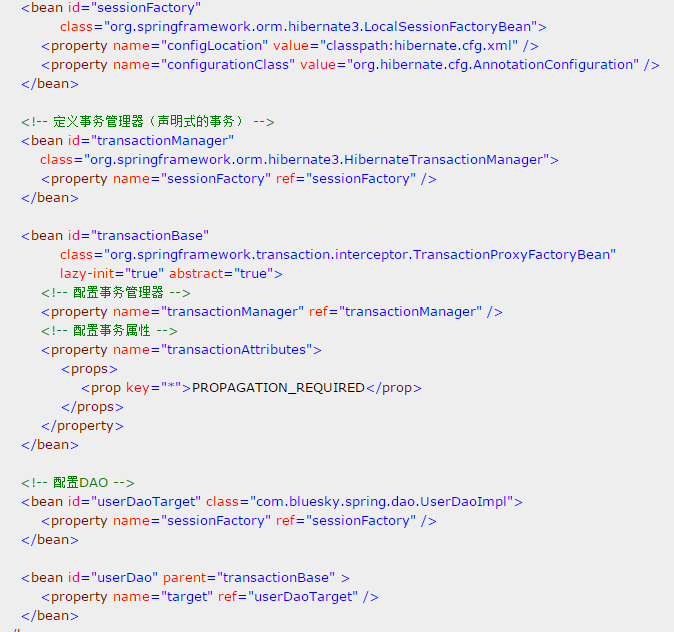 <bean id="sessionFactory"
class="org.springframework.orm.hibernate3.LocalSessionFactoryBean">
<property name="configLocation" value="classpath:hibernate.cfg.xml" />
<property name="configurationClass" value="org.hibernate.cfg.AnnotationConfiguration" />
</bean>
<!-- 定义事务管理器（声明式的事务） -->
<bean id="transactionManager"
class="org.springframework.orm.hibernate3.HibernateTransactionManager">
<property name="sessionFactory" ref="sessionFactory" />
</bean>
<bean id="transactionBase"
class="org.springframework.transaction.interceptor.TransactionProxyFactoryBean"
lazy-init="true" abstract="true">
<!-- 配置事务管理器 -->
<property name="transactionManager" ref="transactionManager" />
<!-- 配置事务属性 -->
<property name="transactionAttributes">
<props>
<prop key="*">PROPAGATION_REQUIRED</prop>
</props>
</property>
</bean>
<!-- 配置DAO -->
<bean id="userDaoTarget" class="com.bluesky.spring.dao.UserDaoImpl">
<property name="sessionFactory" ref="sessionFactory" />
</bean>
<bean id="userDao" parent="transactionBase" >
<property name="target" ref="userDaoTarget" />
</bean>